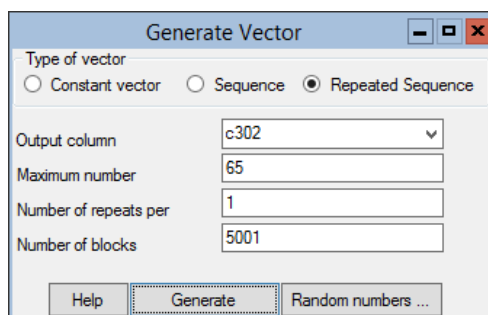 Generate Vector
Type of vector
Constant vector Sequence Repeated Sequence
Output column c302
Maximum number 65
Number of repeats per 1
Number of blocks 5001
Help Generate Random numbers ...